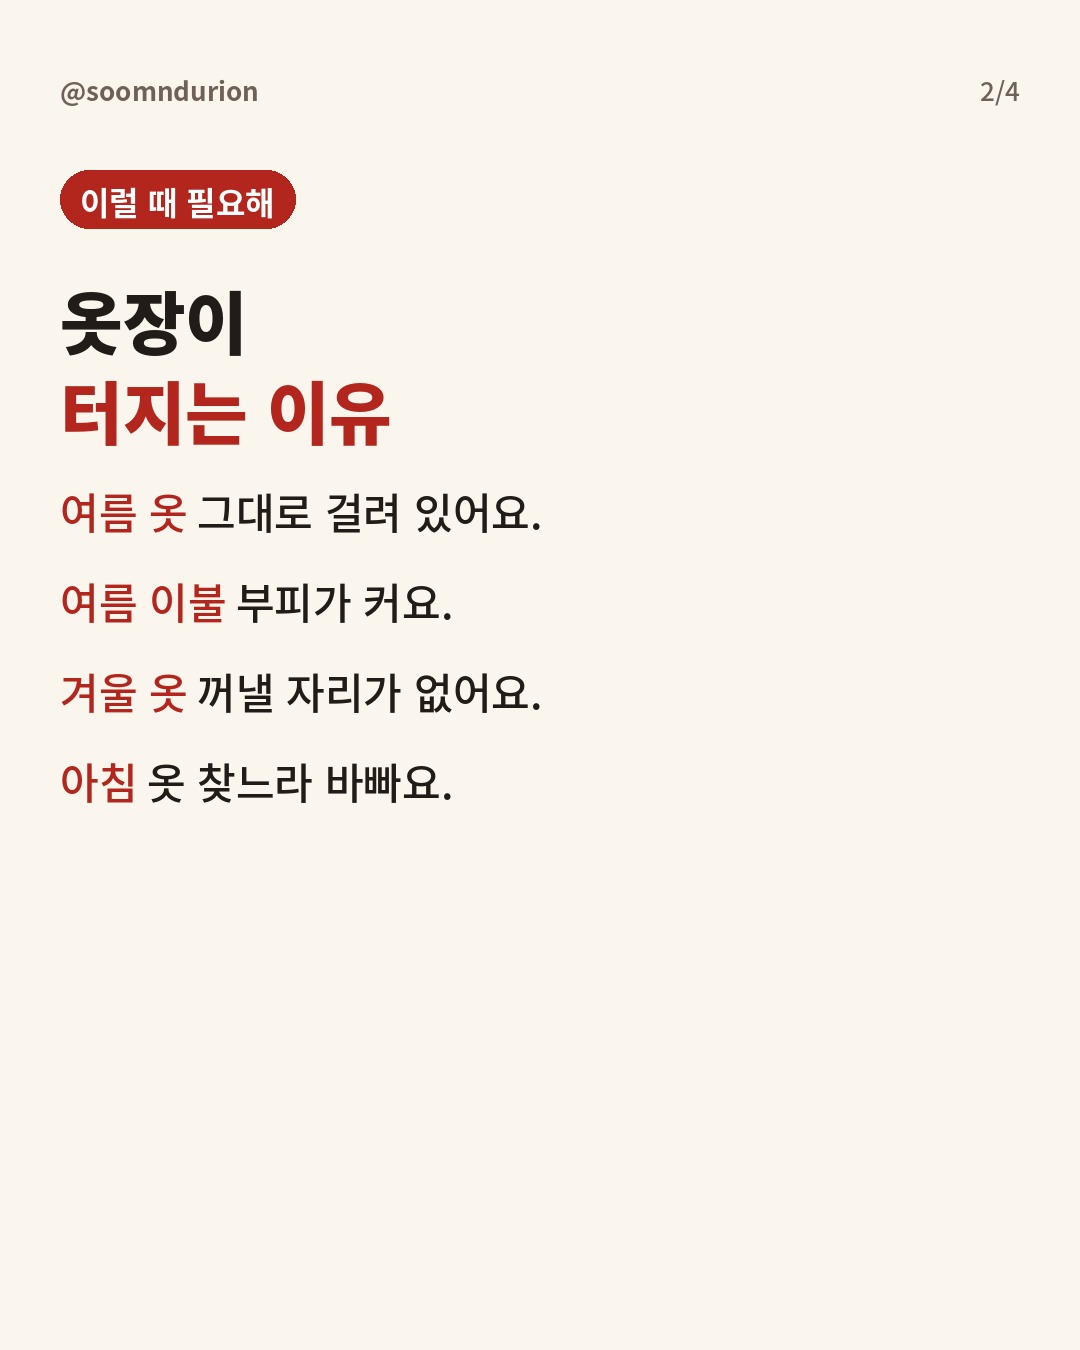 @soomndurion
2/4
이럴 때 필요해
옷장이
터지는 이유
여름 옷 그대로 걸려 있어요.
여름 이불 부피가 커요.
겨울 옷 꺼낼 자리가 없어요.
아침 옷 찾느라 바빠요.